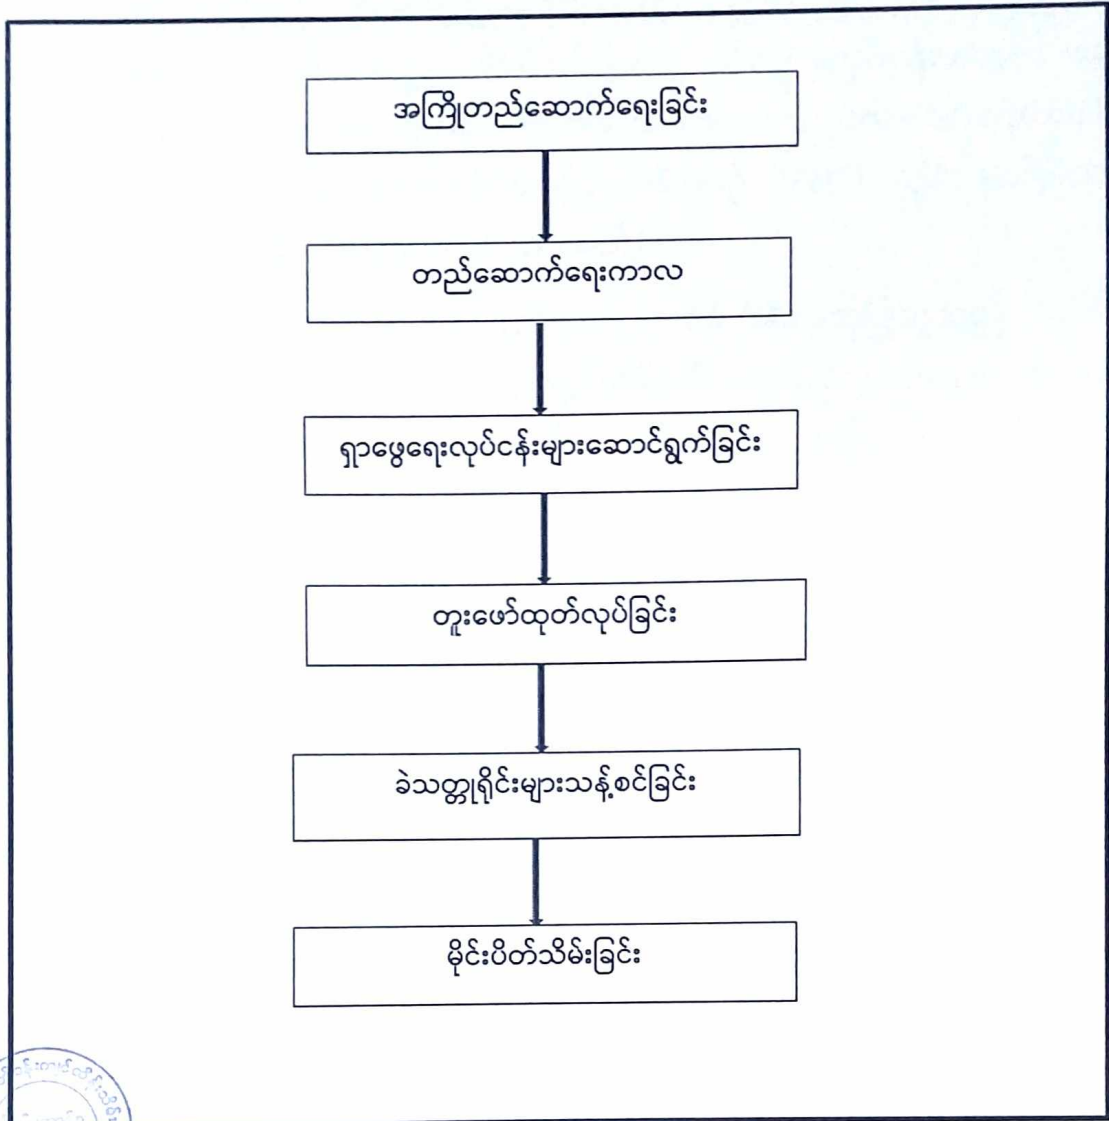 အကြိုတည်ဆောက်ရေးခြင်း
တည်ဆောက်ရေးကာလ
ရှာဖွေရေးလုပ်ငန်းများဆောင်ရွက်ခြင်း
တူးဖော်ထုတ်လုပ်ခြင်း
ခဲသတ္တုရိုင်းများသန့်စင်ခြင်း
မိုင်းပိတ်သိမ်းခြင်း